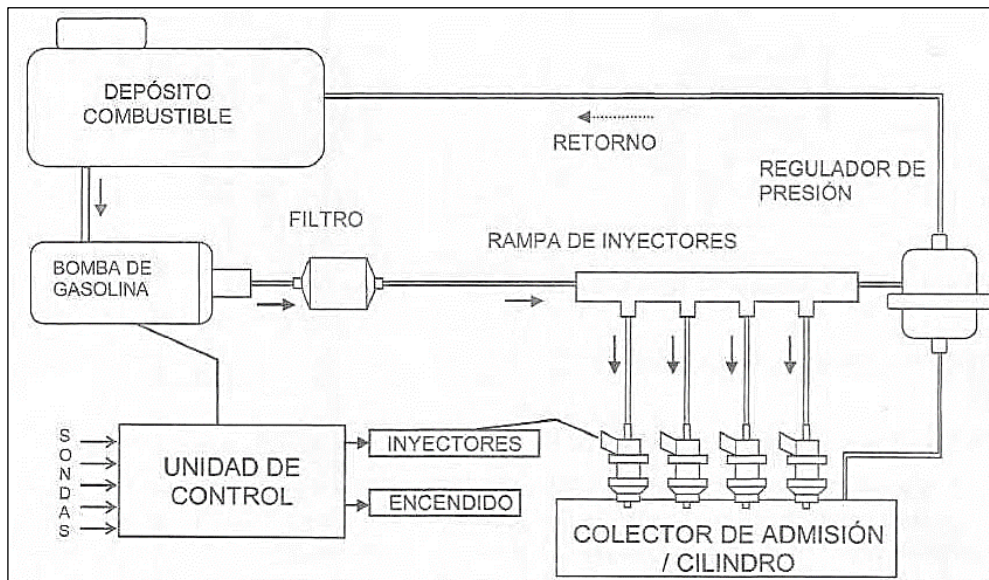 DEPÓSITO
COMBUSTIBLE
RETORNO
REGULADOR DE
PRESIÓN
FILTRO
RAMPA DE INYECTORES
BOMBA DE
GASOLINA
SONDAS
UNIDAD DE
CONTROL
INYECTORES
ENCENDIDO
COLECTOR DE ADMISIÓN
/ CILINDRO